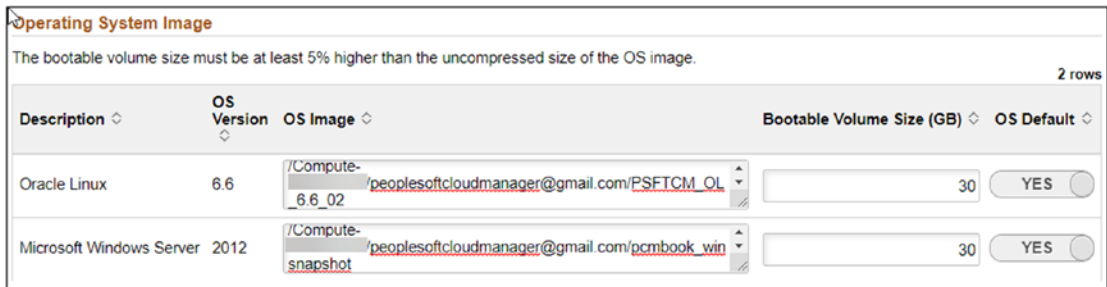 Operating System Image
The bootable volume size must be at least 5% higher than the uncompressed size of the OS image.
2 rows
Description OS Version OS Image Bootable Volume Size (GB) OS Default
Oracle Linux 6.6 /Compute-
/peoplesoftcloudmanager@gmail.com/PSFTCM_OL
_6.6_02
30 YES
Microsoft Windows Server 2012 /Compute-
/peoplesoftcloudmanager@gmail.com/pcmbook_win
snapshot
30 YES